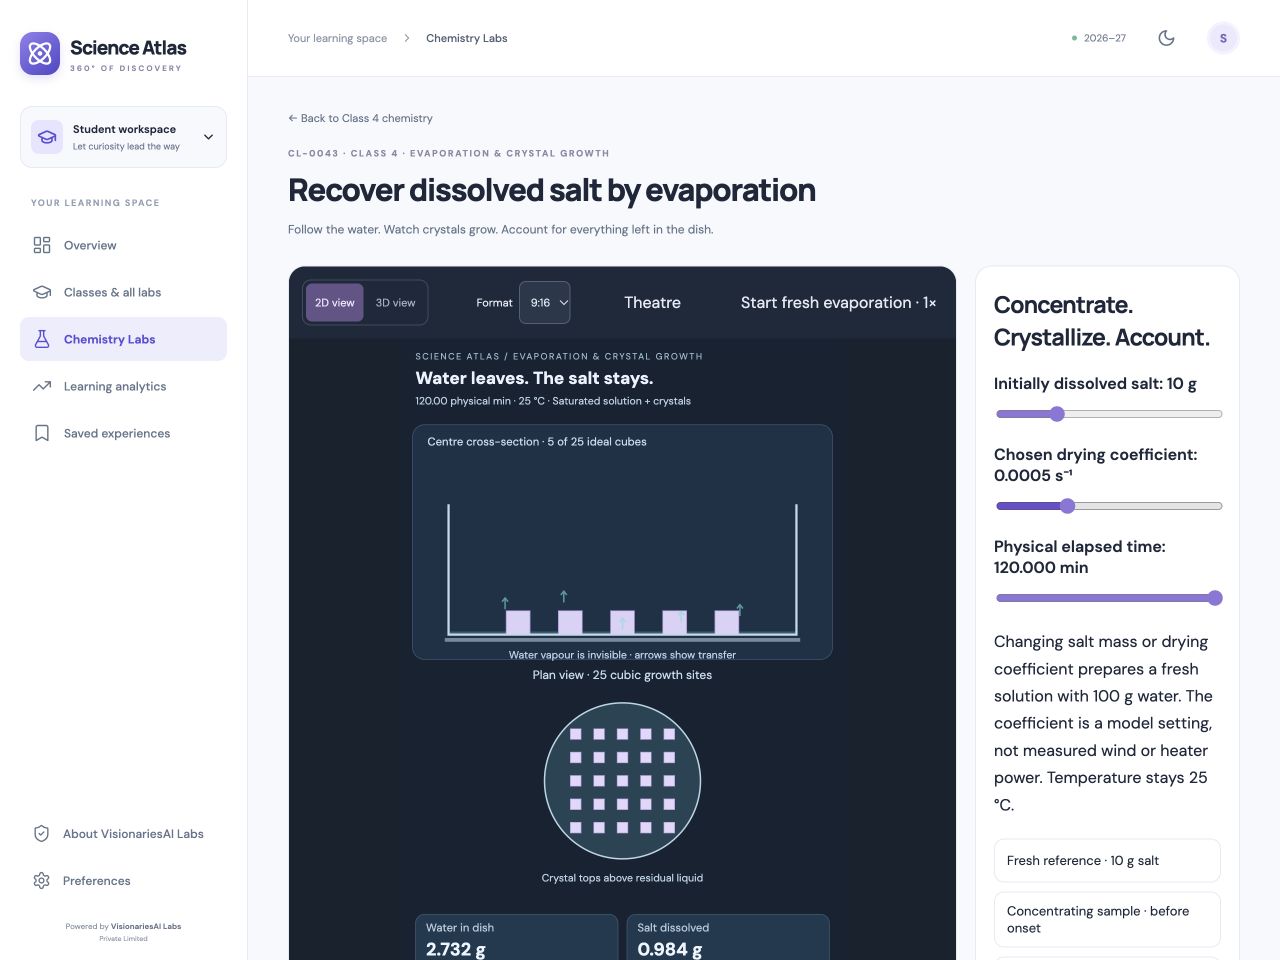 Science Atlas
360° OF DISCOVERY
Student workspace
Let curiosity lead the way
YOUR LEARNING SPACE
Overview
Classes & all labs
Chemistry Labs
Learning analytics
Saved experiences
About VisionariesAI Labs
Preferences
Powered by VisionariesAI Labs
Private Limited
Your learning space > Chemistry Labs
2026–27
S
← Back to Class 4 chemistry
CL-0043 · CLASS 4 · EVAPORATION & CRYSTAL GROWTH
Recover dissolved salt by evaporation
Follow the water. Watch crystals grow. Account for everything left in the dish.
2D view 3D view Format 9:16 Theatre Start fresh evaporation · 1×
SCIENCE ATLAS / EVAPORATION & CRYSTAL GROWTH
Water leaves. The salt stays.
120.00 physical min · 25 °C · Saturated solution + crystals
Centre cross-section · 5 of 25 ideal cubes
Water vapour is invisible · arrows show transfer
Plan view · 25 cubic growth sites
Crystal tops above residual liquid
Water in dish
2.732 g
Salt dissolved
0.984 g
Concentrate.
Crystallize. Account.
Initially dissolved salt: 10 g
Chosen drying coefficient:
0.0005 s⁻¹
Physical elapsed time:
120.000 min
Changing salt mass or drying
coefficient prepares a fresh
solution with 100 g water. The
coefficient is a model setting,
not measured wind or heater
power. Temperature stays 25
°C.
Fresh reference · 10 g salt
Concentrating sample · before
onset